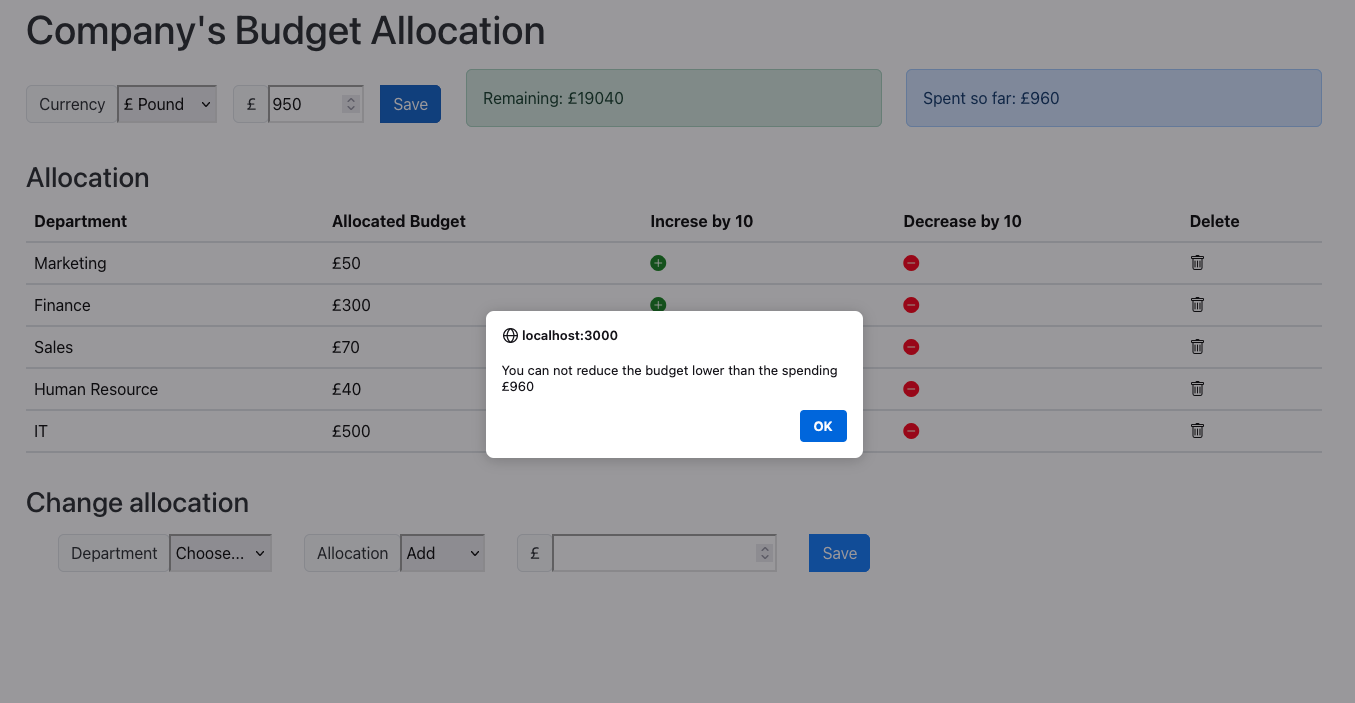 Company's Budget Allocation
Currency £ Pound £ 950 Save Remaining: £19040 Spent so far: £960
Allocation
Department Allocated Budget Increse by 10 Decrease by 10 Delete
Marketing £50
Finance £300
Sales £70
Human Resource £40
IT £500
localhost:3000
You can not reduce the budget lower than the spending
£960
OK
Change allocation
Department Choose... Allocation Add £ Save